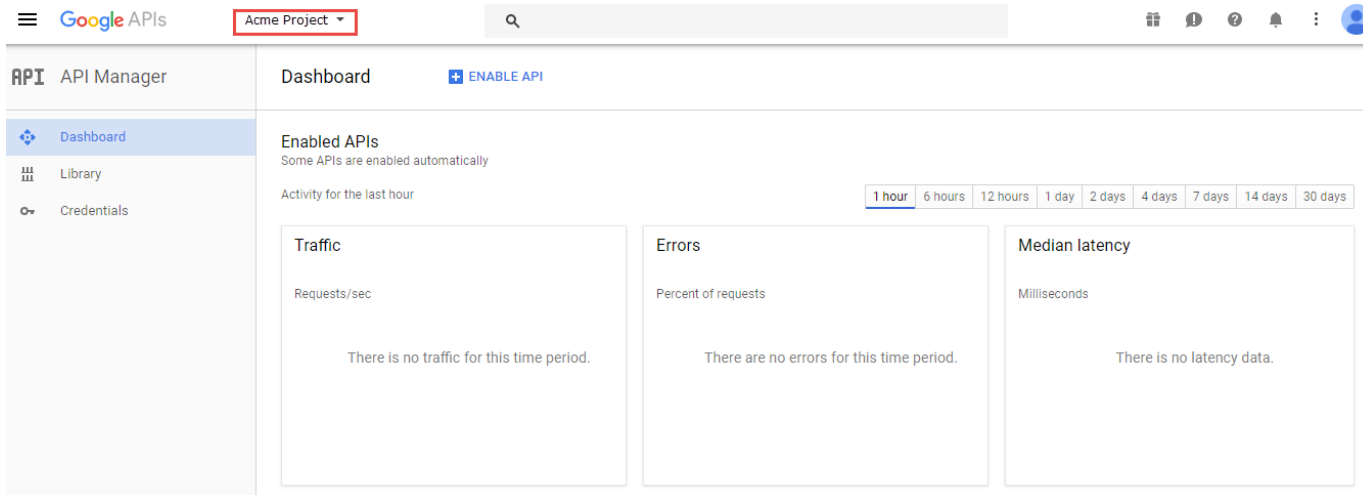 Google APIs
Acme Project
API API Manager
Dashboard
ENABLE API
Dashboard
Library
Credentials
Enabled APIs
Some APIs are enabled automatically
Activity for the last hour
1 hour 6 hours 12 hours 1 day 2 days 4 days 7 days 14 days 30 days
Traffic
Requests/sec
There is no traffic for this time period.
Errors
Percent of requests
There are no errors for this time period.
Median latency
Milliseconds
There is no latency data.